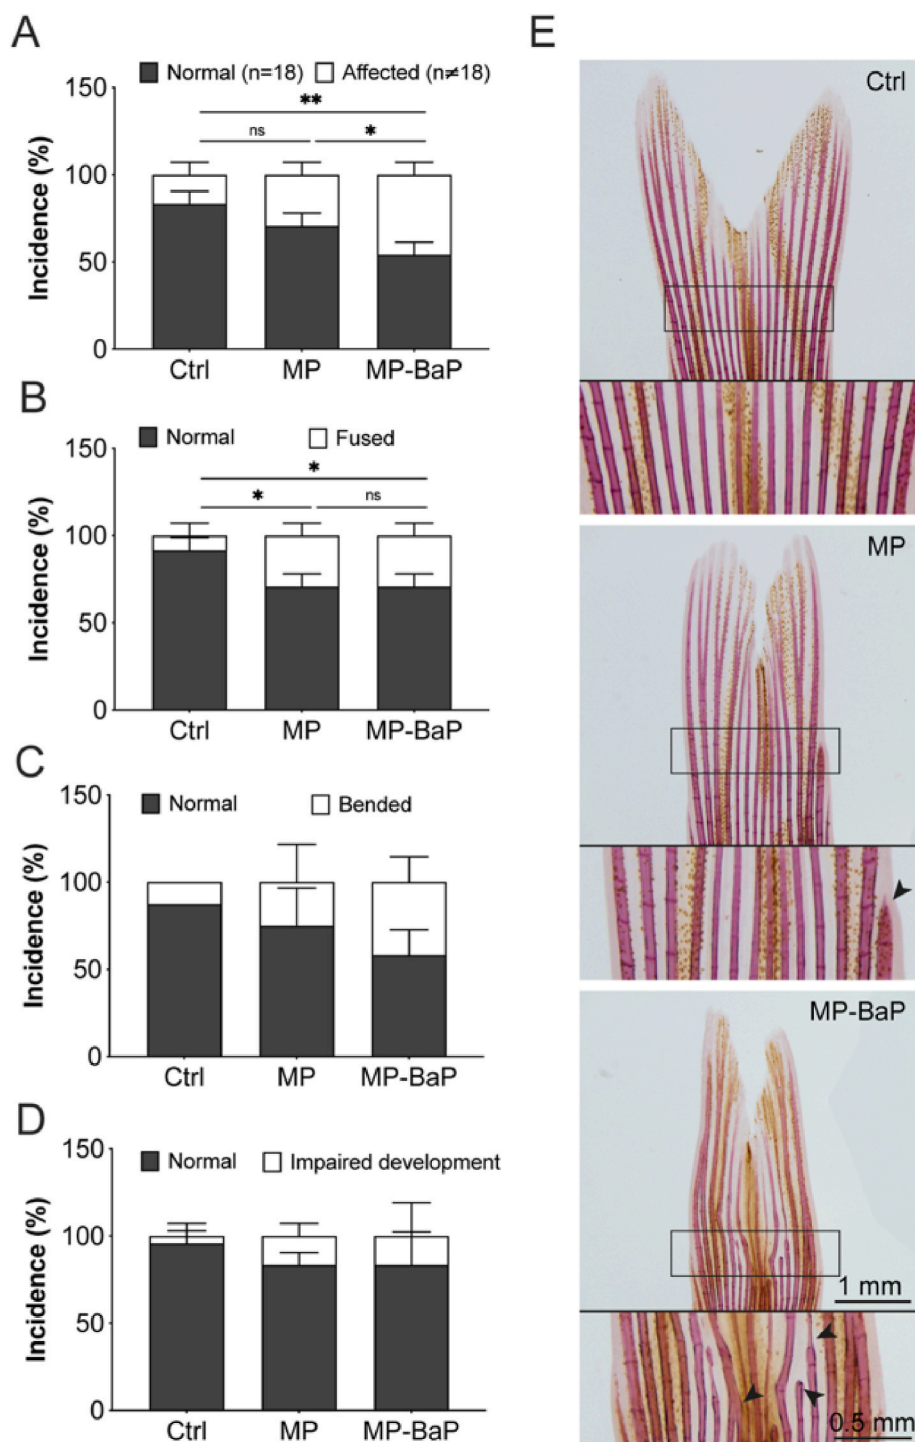 A
Normal (n=18) Affected (n≠18)
Incidence (%)
150
100
50
0
**
ns
*
Ctrl MP MP-BaP
B
Normal Fused
Incidence (%)
150
100
50
0
*
*
ns
Ctrl MP MP-BaP
C
Normal Bended
Incidence (%)
150
100
50
0
Ctrl MP MP-BaP
D
Normal Impaired development
Incidence (%)
150
100
50
0
Ctrl MP MP-BaP
E
Ctrl
MP
MP-BaP
1 mm
0.5 mm